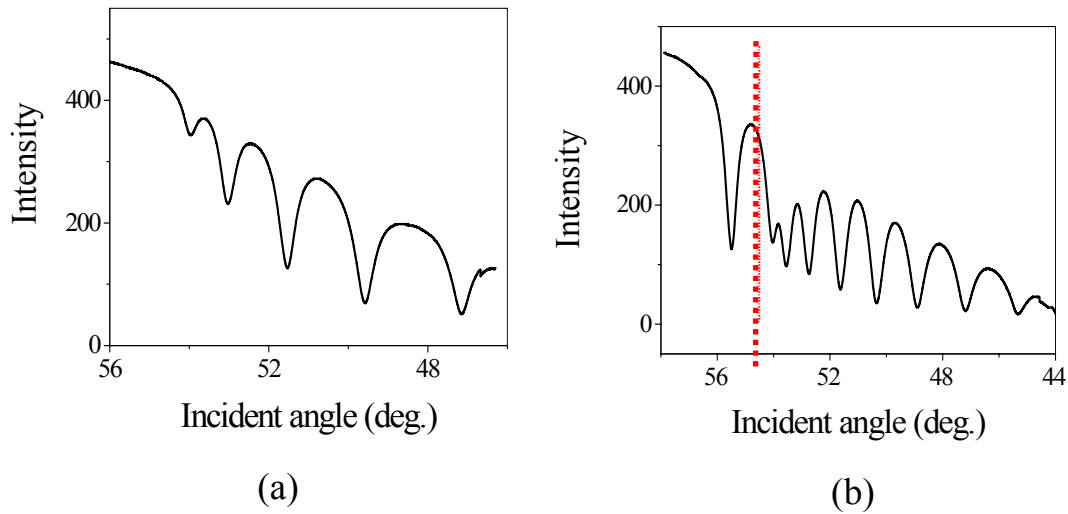 Intensity
400
200
0
56
52
48
Incident angle (deg.)
(a)
Intensity
400
200
0
56
52
48
44
Incident angle (deg.)
(b)